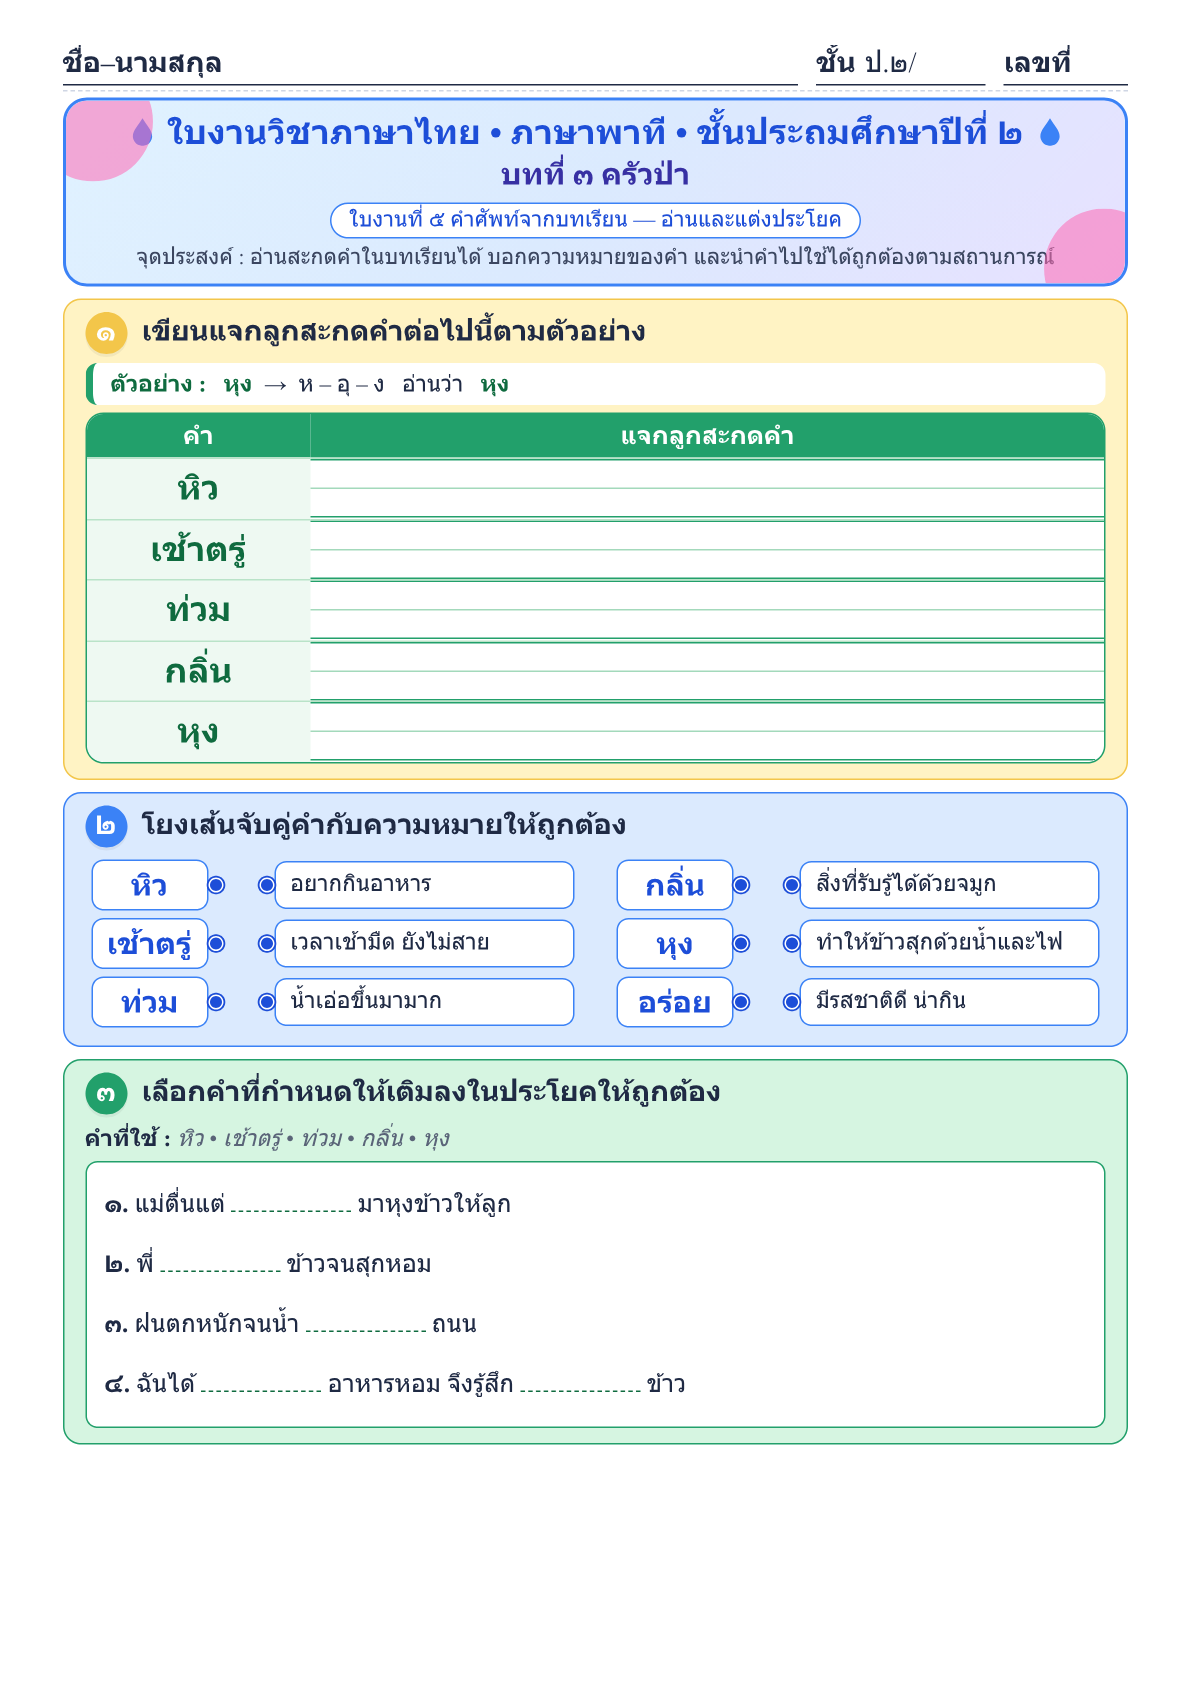 ชื่อ–นามสกุล ชั้น ป.๒/ เลขที่
ใบงานวิชาภาษาไทย • ภาษาพาที • ชั้นประถมศึกษาปีที่ ๒
บทที่ ๓ ครัวป่า
ใบงานที่ ๕ คำศัพท์จากบทเรียน — อ่านและแต่งประโยค
จุดประสงค์ : อ่านสะกดคำในบทเรียนได้ บอกความหมายของคำ และนำคำไปใช้ได้ถูกต้องตามสถานการณ์
๑ เขียนแจกลูกสะกดคำต่อไปนี้ตามตัวอย่าง
ตัวอย่าง : หุง → ห – อุ – ง อ่านว่า หุง
คำ แจกลูกสะกดคำ
หิว
เช้าตรู่
ท่วม
กลิ่น
หุง
๒ โยงเส้นจับคู่คำกับความหมายให้ถูกต้อง
หิว อยากกินอาหาร กลิ่น สิ่งที่รับรู้ได้ด้วยจมูก
เช้าตรู่ เวลาเช้ามืด ยังไม่สาย หุง ทำให้ข้าวสุกด้วยน้ำและไฟ
ท่วม น้ำเอ่อขึ้นมามาก อร่อย มีรสชาติดี น่ากิน
๓ เลือกคำที่กำหนดให้เติมลงในประโยคให้ถูกต้อง
คำที่ใช้ : หิว • เช้าตรู่ • ท่วม • กลิ่น • หุง
๑. แม่ตื่นแต่ ................ มาหุงข้าวให้ลูก
๒. พี่ ................ ข้าวจนสุกหอม
๓. ฝนตกหนักจนน้ำ ................ ถนน
๔. ฉันได้ ................ อาหารหอม จึงรู้สึก ................ ข้าว